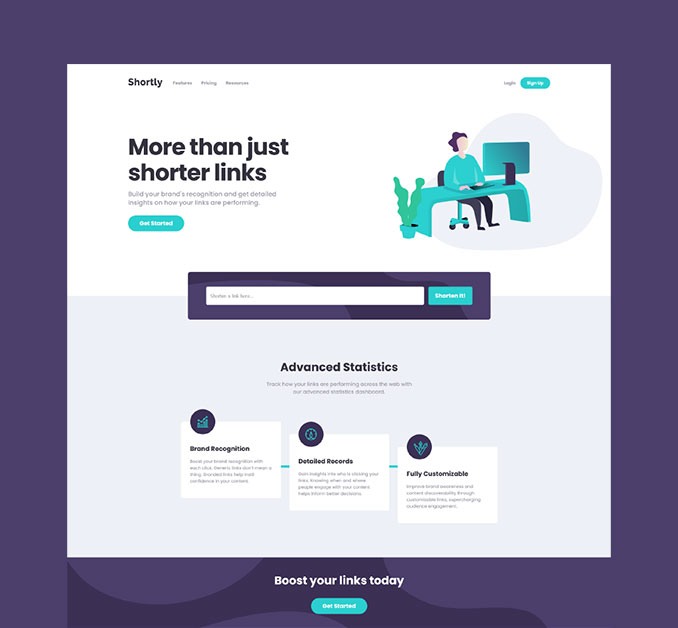 Shortly Features Pricing Resources Login Sign Up
More than just
shorter links
Build your brand's recognition and get detailed
insights on how your links are performing.
Get Started
Shorten a link here...
Shorten It!
Advanced Statistics
Track how your links are performing across the web with
our advanced statistics dashboard.
Brand Recognition
Boost your brand recognition with
each click. Generic links don't mean a
thing. Branded links help instil
confidence in your content.
Detailed Records
Gain insights into who is clicking your
links. Knowing when and where
people engage with your content
helps inform better decisions.
Fully Customizable
Improve brand awareness and
content discoverability through
customizable links, supercharging
audience engagement.
Boost your links today
Get Started